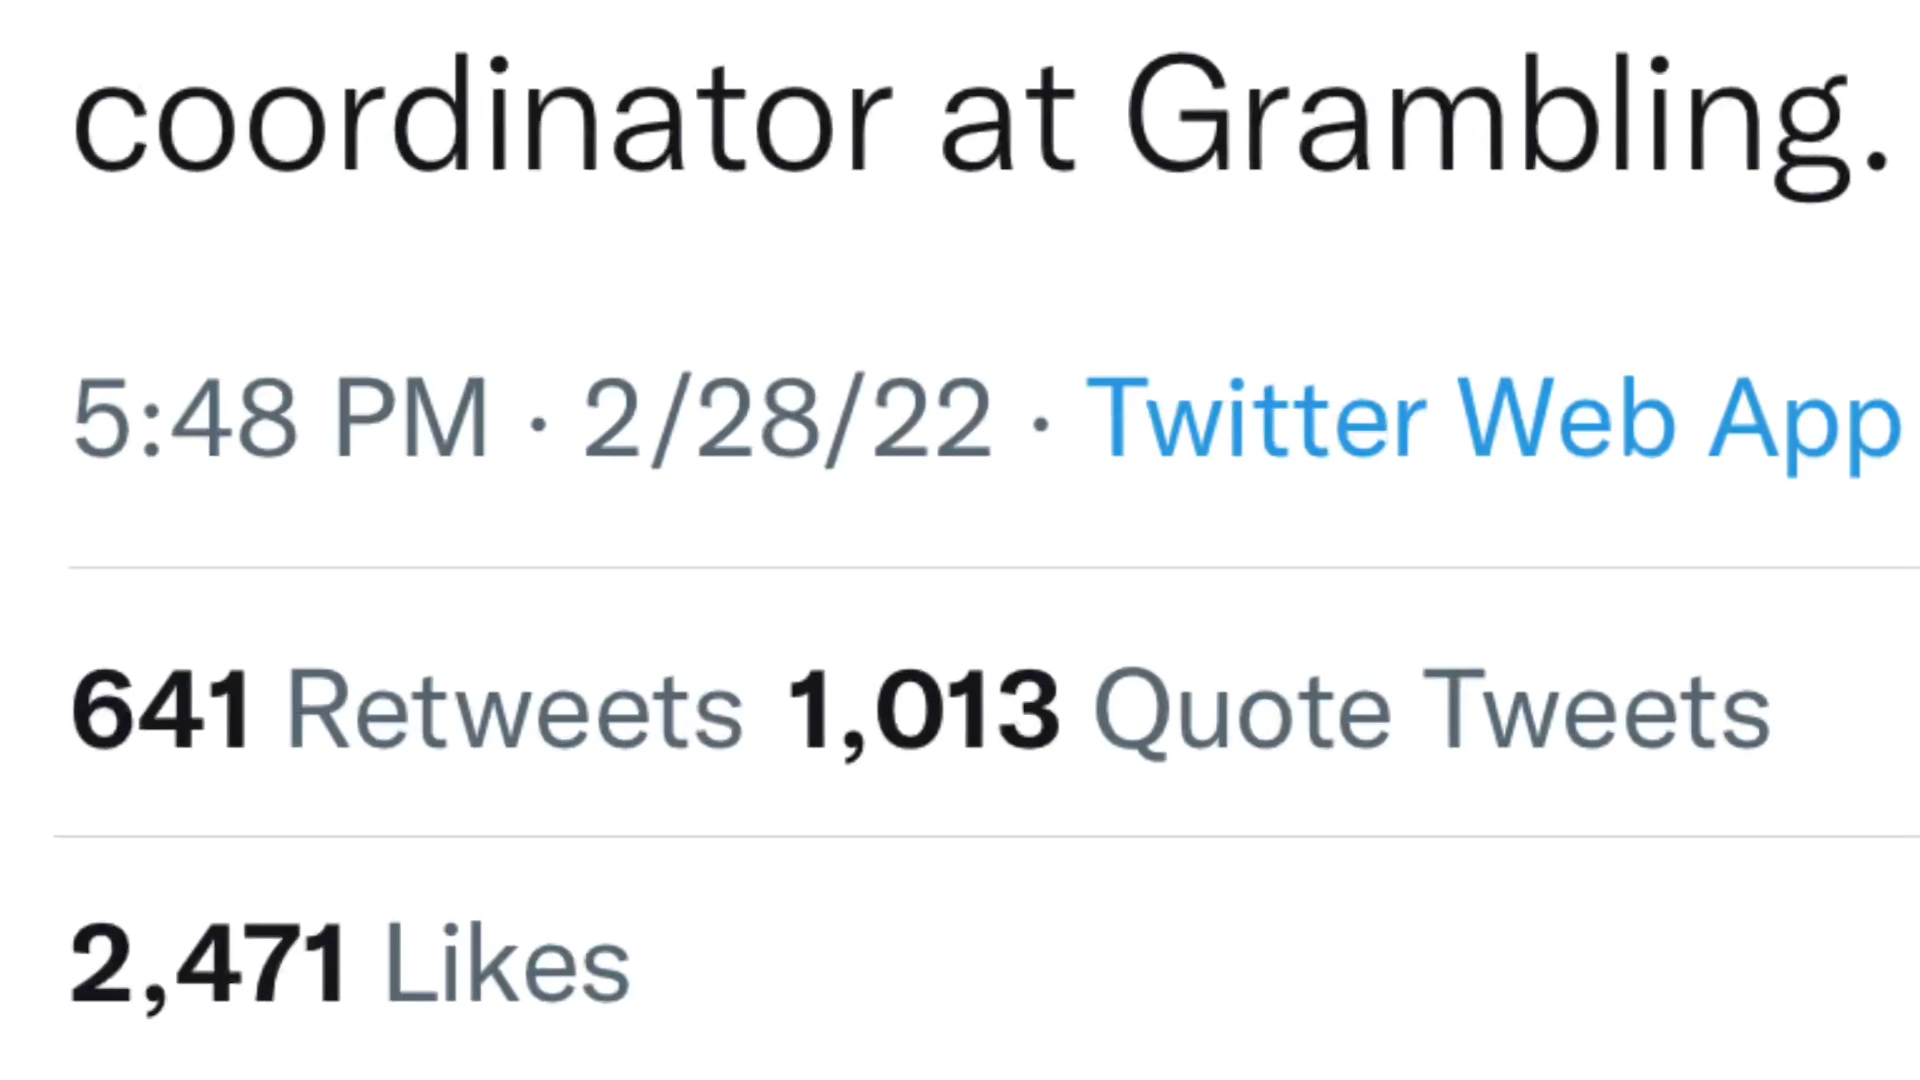 coordinator at Grambling.
5:48 PM · 2/28/22 · Twitter Web App
641 Retweets 1,013 Quote Tweets
2,471 Likes